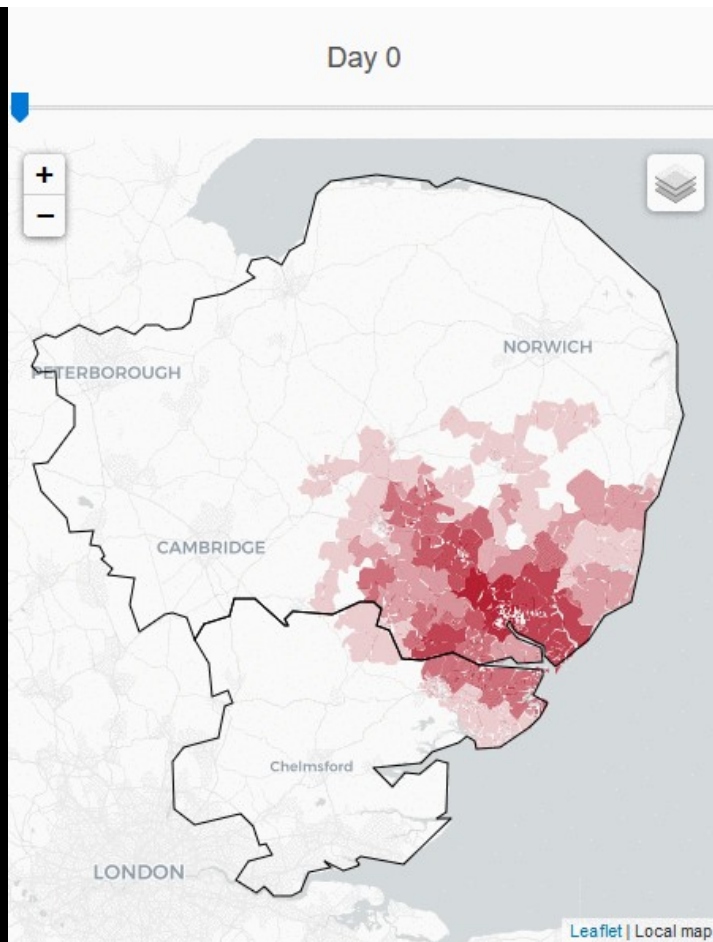 Day 0
+
−
NORWICH
PETERBOROUGH
CAMBRIDGE
Chelmsford
LONDON
Leaflet | Local map